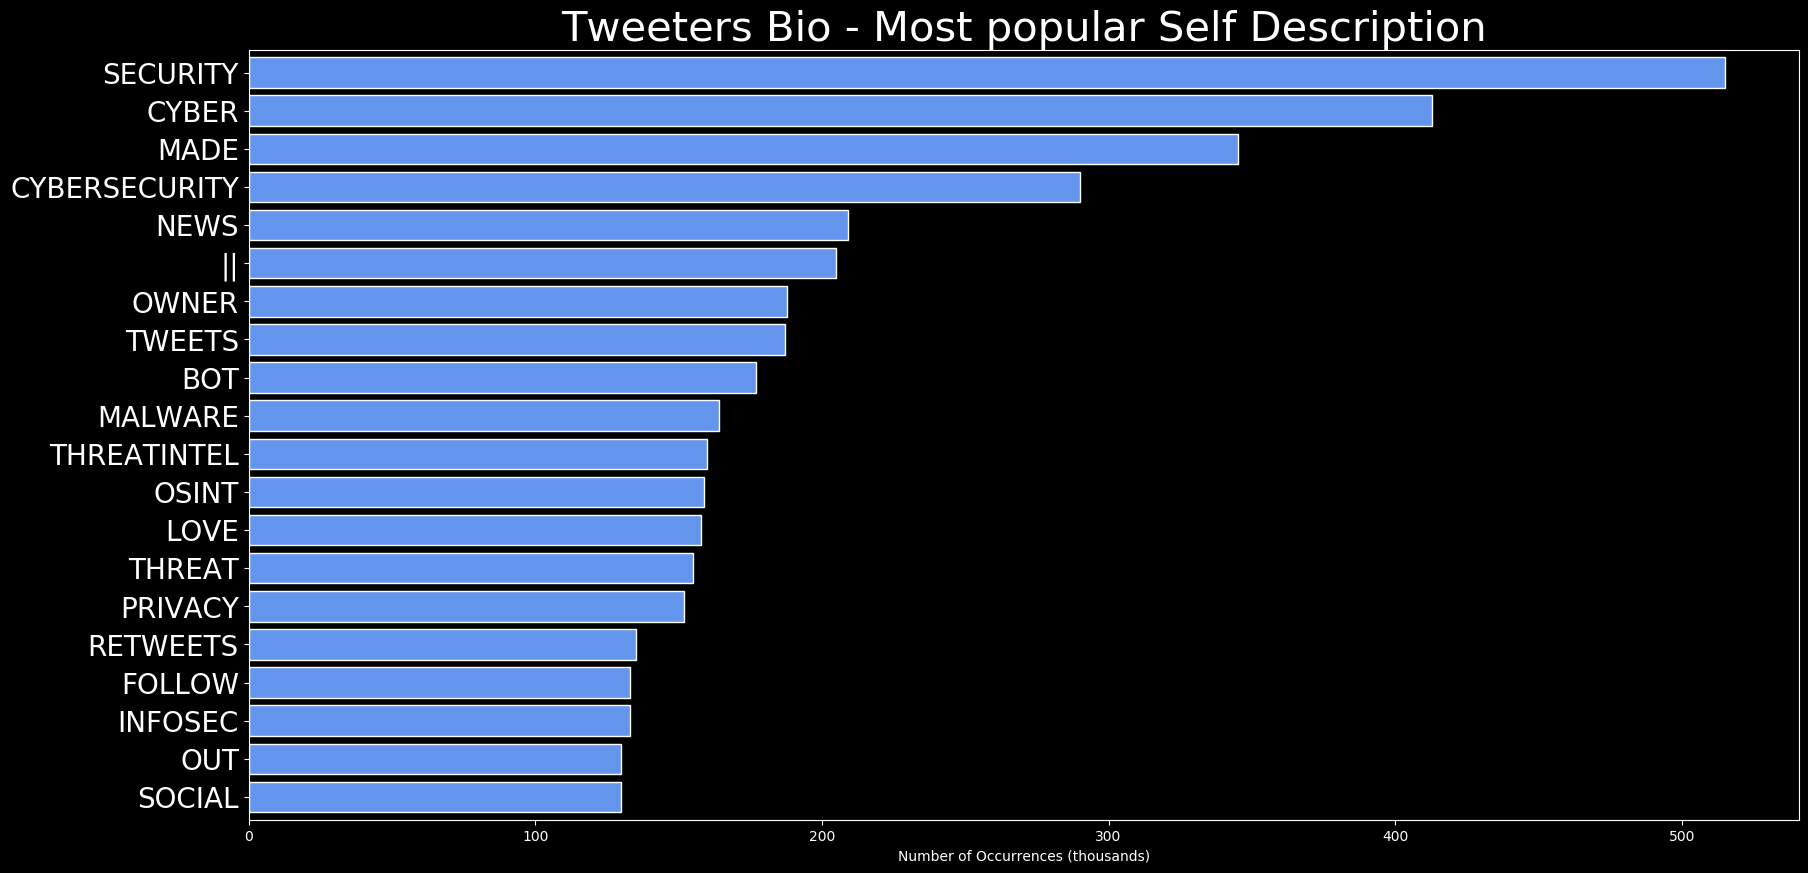 Tweeters Bio - Most popular Self Description
SECURITY
CYBER
MADE
CYBERSECURITY
NEWS
||
OWNER
TWEETS
BOT
MALWARE
THREATINTEL
OSINT
LOVE
THREAT
PRIVACY
RETWEETS
FOLLOW
INFOSEC
OUT
SOCIAL
0 100 200 300 400 500
Number of Occurrences (thousands)